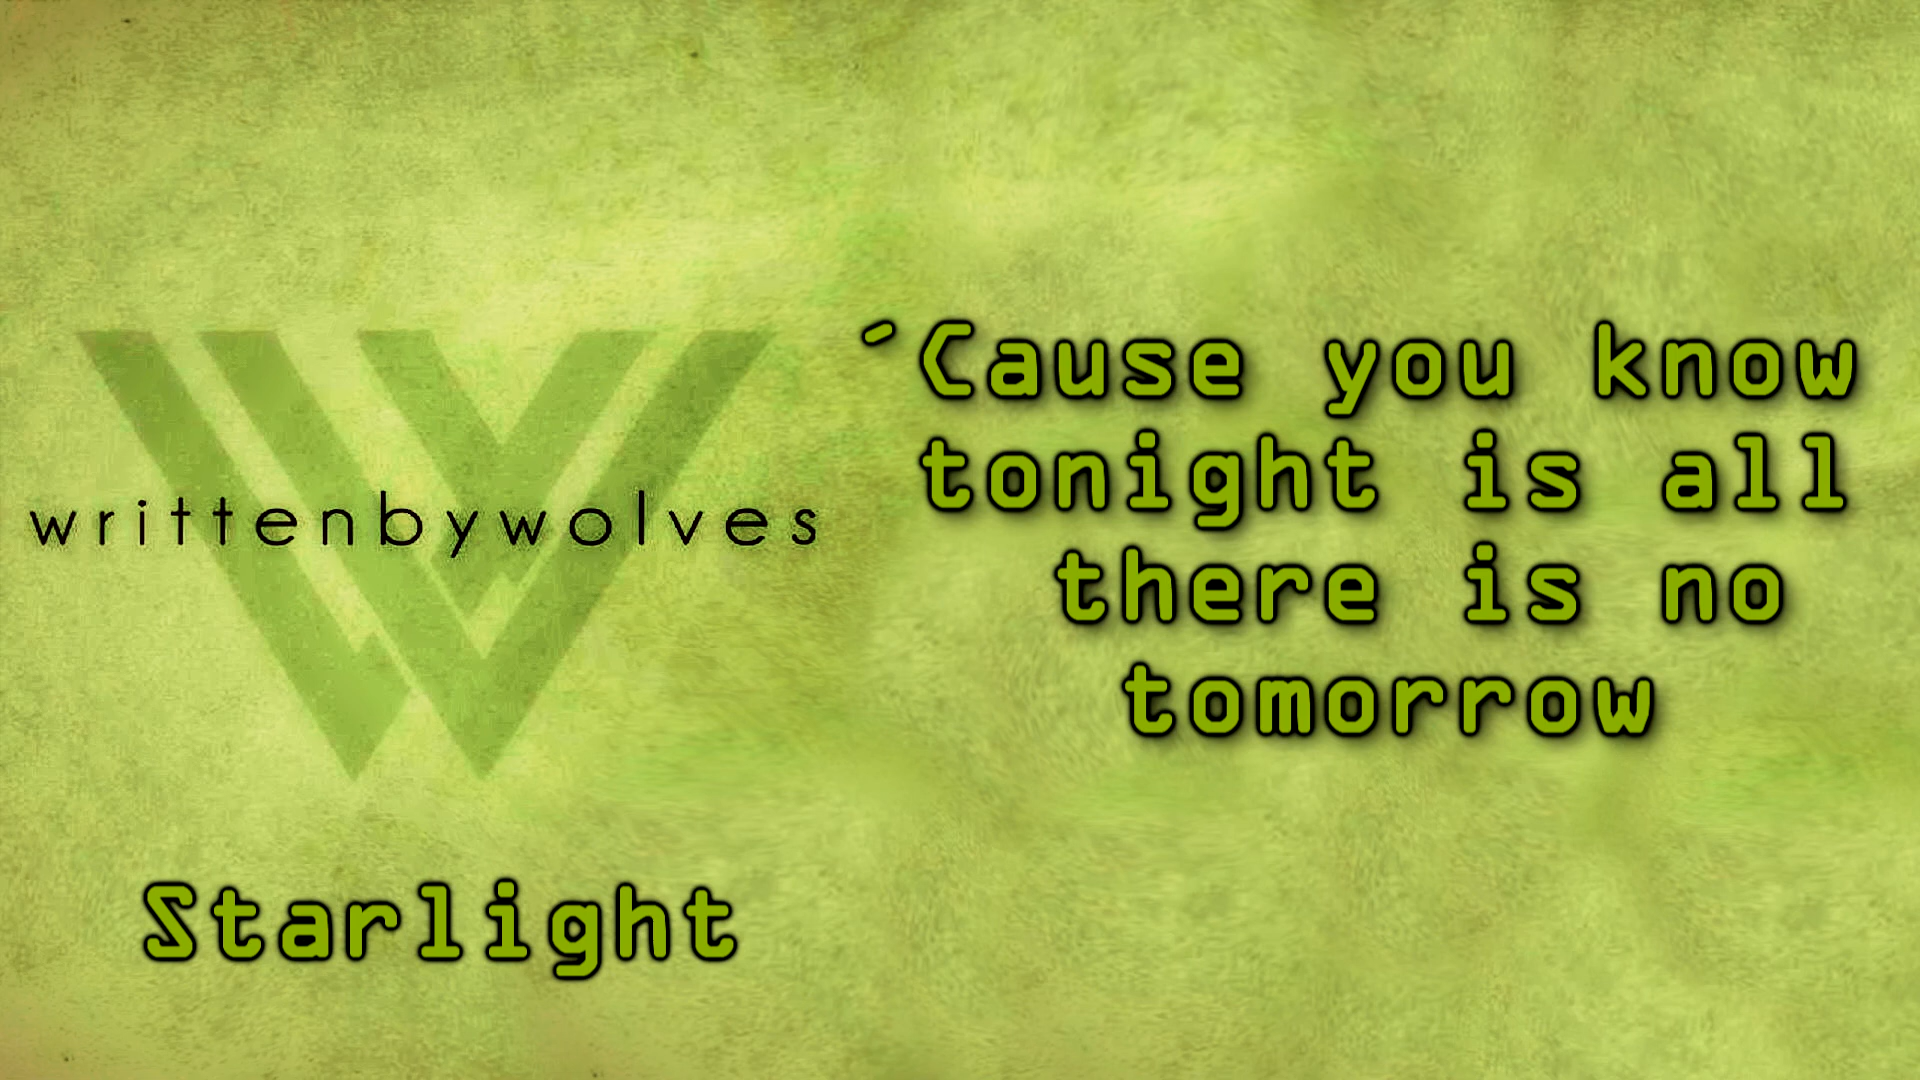 writtenbywolves
´Cause you know
tonight is all
there is no
tomorrow
Starlight